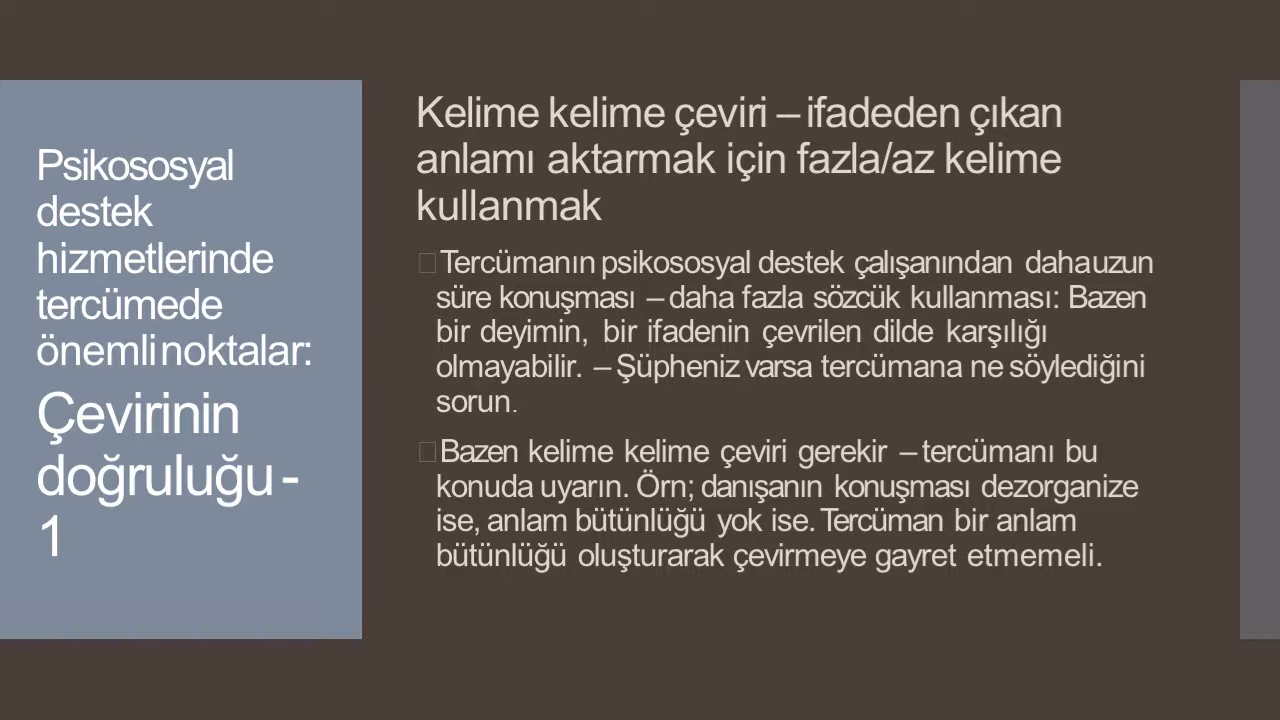 Psikososyal
destek
hizmetlerinde
tercümede
önemli noktalar:
Çevirinin
doğruluğu -
1
Kelime kelime çeviri – ifadeden çıkan
anlamı aktarmak için fazla/az kelime
kullanmak
Tercümanın psikososyal destek çalışanından daha uzun
süre konuşması – daha fazla sözcük kullanması: Bazen
bir deyimin, bir ifadenin çevrilen dilde karşılığı
olmayabilir. – Şüpheniz varsa tercümana ne söylediğini
sorun.
Bazen kelime kelime çeviri gerekir – tercümanı bu
konuda uyarın. Örn; danışanın konuşması dezorganize
ise, anlam bütünlüğü yok ise. Tercüman bir anlam
bütünlüğü oluşturarak çevirmeye gayret etmemeli.